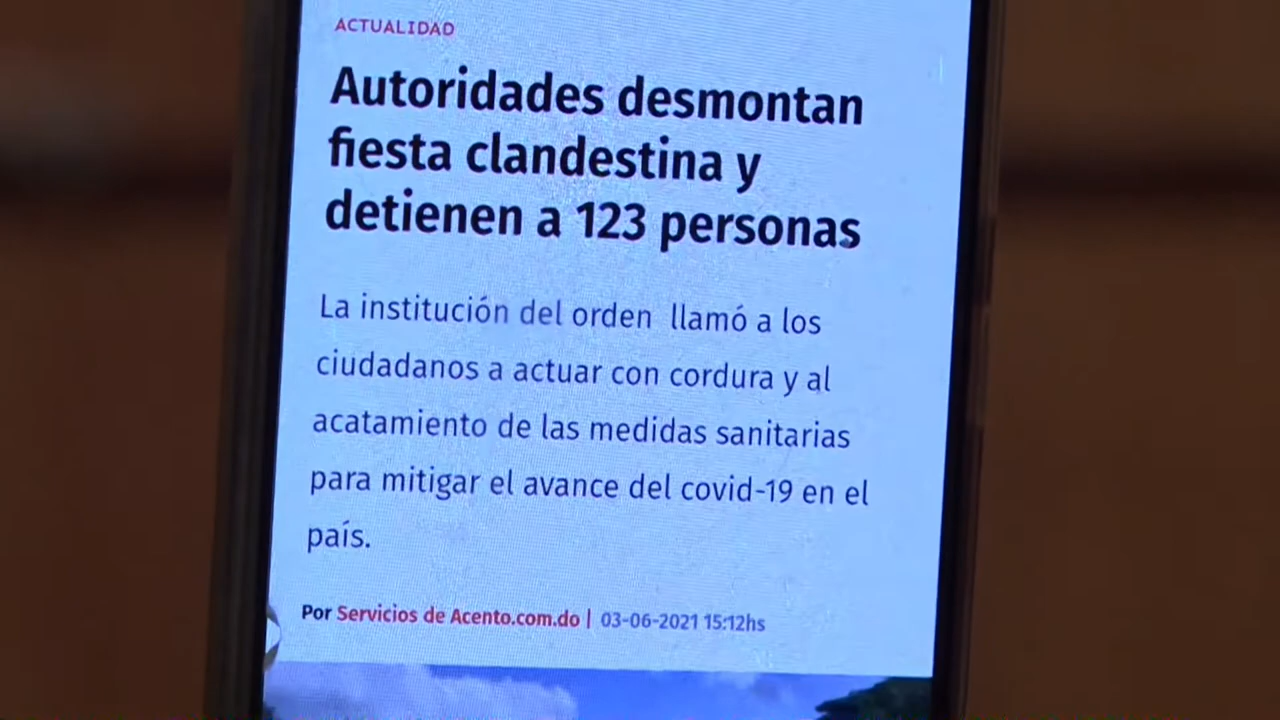 ACTUALIDAD
Autoridades desmontan
fiesta clandestina y
detienen a 123 personas
La institución del orden llamó a los
ciudadanos a actuar con cordura y al
acatamiento de las medidas sanitarias
para mitigar el avance del covid-19 en el
país.
Por Servicios de Acento.com.do | 03-06-2021 15:12hs